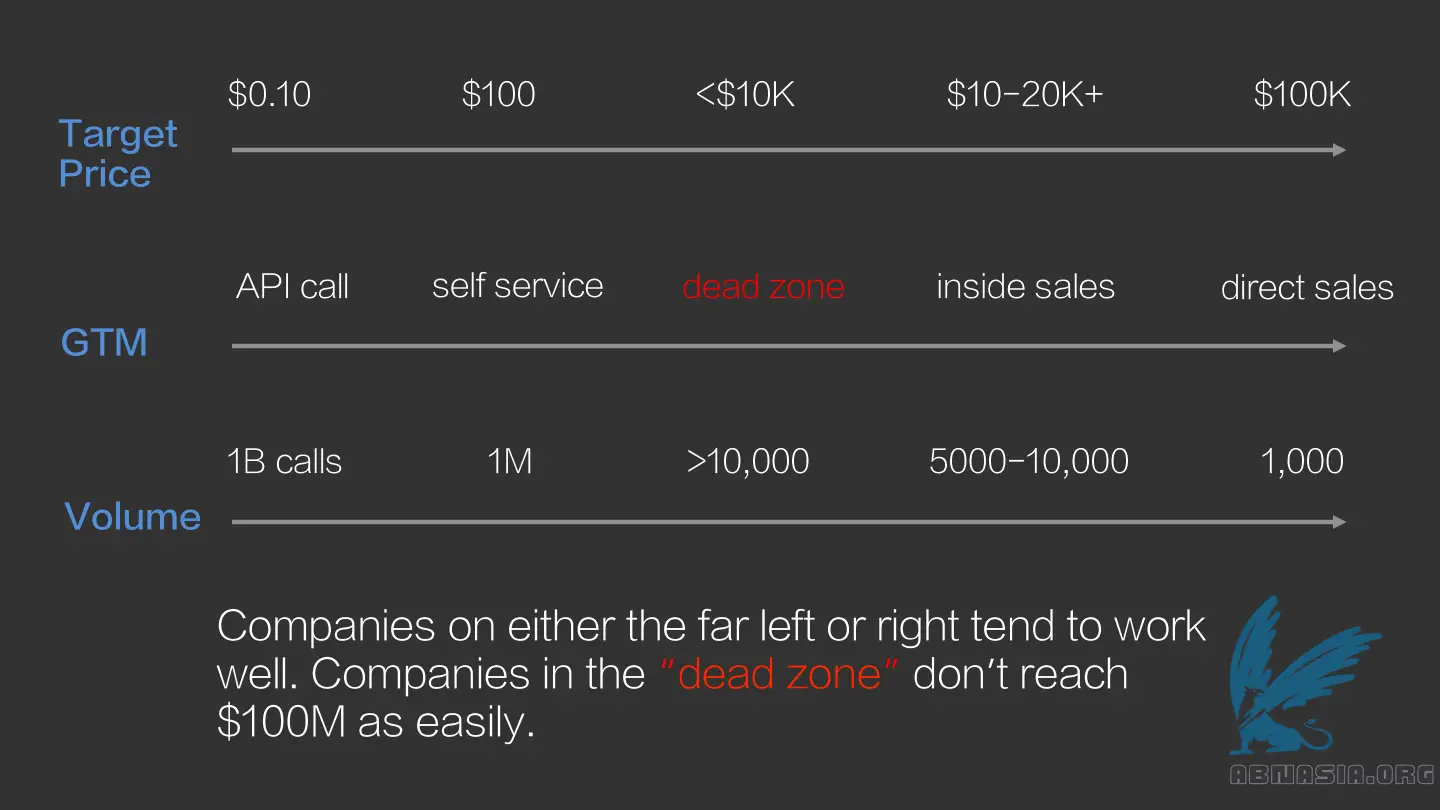 $0.10 $100 <$10K $10-20K+ $100K
Target
Price
API call self service dead zone inside sales direct sales
GTM
1B calls 1M >10,000 5000-10,000 1,000
Volume
Companies on either the far left or right tend to work
well. Companies in the “dead zone” don’t reach
$100M as easily.
ABNASIA.ORG